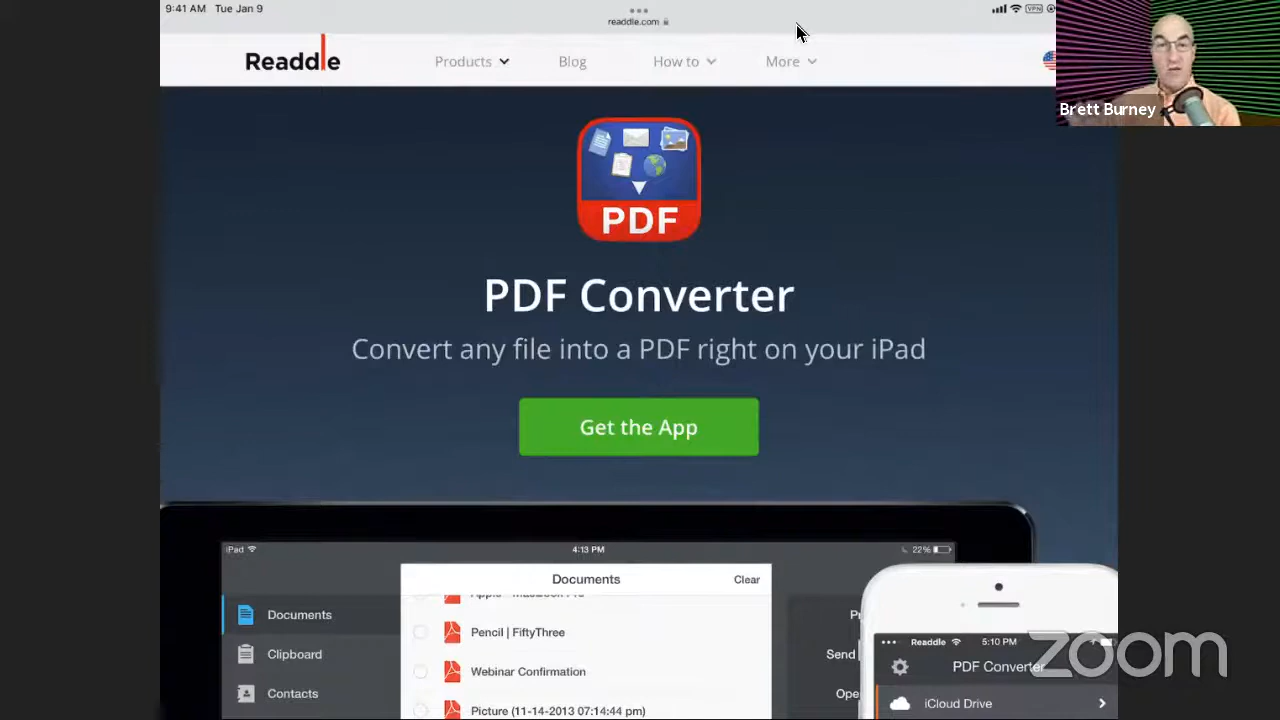 9:41 AM Tue Jan 9
readdle.com
VPN
Readdle
Products
Blog
How to
More
Brett Burney
PDF
PDF Converter
Convert any file into a PDF right on your iPad
Get the App
iPad
4:13 PM
22%
Documents
Clear
Documents
Pencil | FiftyThree
Clipboard
Webinar Confirmation
Send
Contacts
Picture (11-14-2013 07:14:44 pm)
Readdle
5:10 PM
PDF Converter
iCloud Drive
zoom